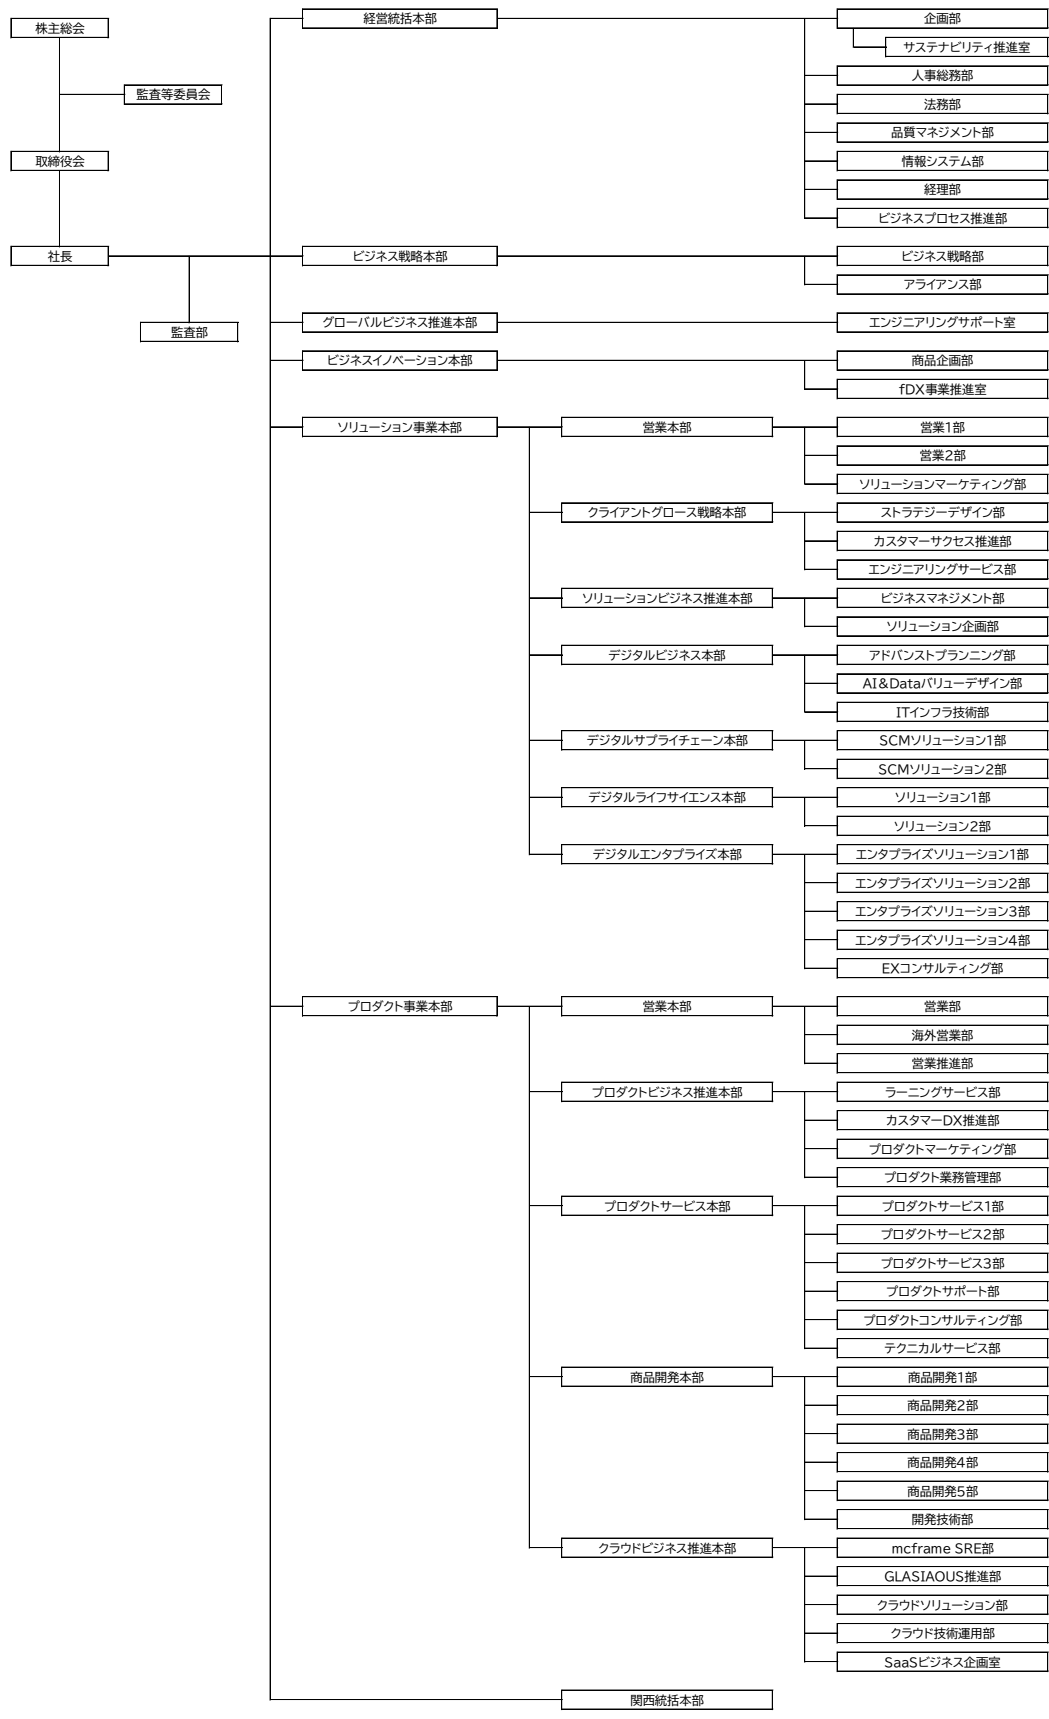 株主総会
監査等委員会
取締役会
社長
監査部
経営統括本部
企画部
サステナビリティ推進室
人事総務部
法務部
品質マネジメント部
情報システム部
経理部
ビジネスプロセス推進部
ビジネス戦略本部
ビジネス戦略部
アライアンス部
グローバルビジネス推進本部
エンジニアリングサポート室
ビジネスイノベーション本部
商品企画部
fDX事業推進室
ソリューション事業本部
営業本部
営業1部
営業2部
ソリューションマーケティング部
クライアントグロース戦略本部
ストラテジーデザイン部
カスタマーサクセス推進部
エンジニアリングサービス部
ソリューションビジネス推進本部
ビジネスマネジメント部
ソリューション企画部
デジタルビジネス本部
アドバンストプランニング部
AI&Dataバリューデザイン部
ITインフラ技術部
デジタルサプライチェーン本部
SCMソリューション1部
SCMソリューション2部
デジタルライフサイエンス本部
ソリューション1部
ソリューション2部
デジタルエンタプライズ本部
エンタプライズソリューション1部
エンタプライズソリューション2部
エンタプライズソリューション3部
エンタプライズソリューション4部
EXコンサルティング部
プロダクト事業本部
営業本部
営業部
海外営業部
営業推進部
プロダクトビジネス推進本部
ラーニングサービス部
カスタマーDX推進部
プロダクトマーケティング部
プロダクト業務管理部
プロダクトサービス本部
プロダクトサービス1部
プロダクトサービス2部
プロダクトサービス3部
プロダクトサポート部
プロダクトコンサルティング部
テクニカルサービス部
商品開発本部
商品開発1部
商品開発2部
商品開発3部
商品開発4部
商品開発5部
開発技術部
クラウドビジネス推進本部
mcframe SRE部
GLASIAOUS推進部
クラウドソリューション部
クラウド技術運用部
SaaSビジネス企画室
関西統括本部